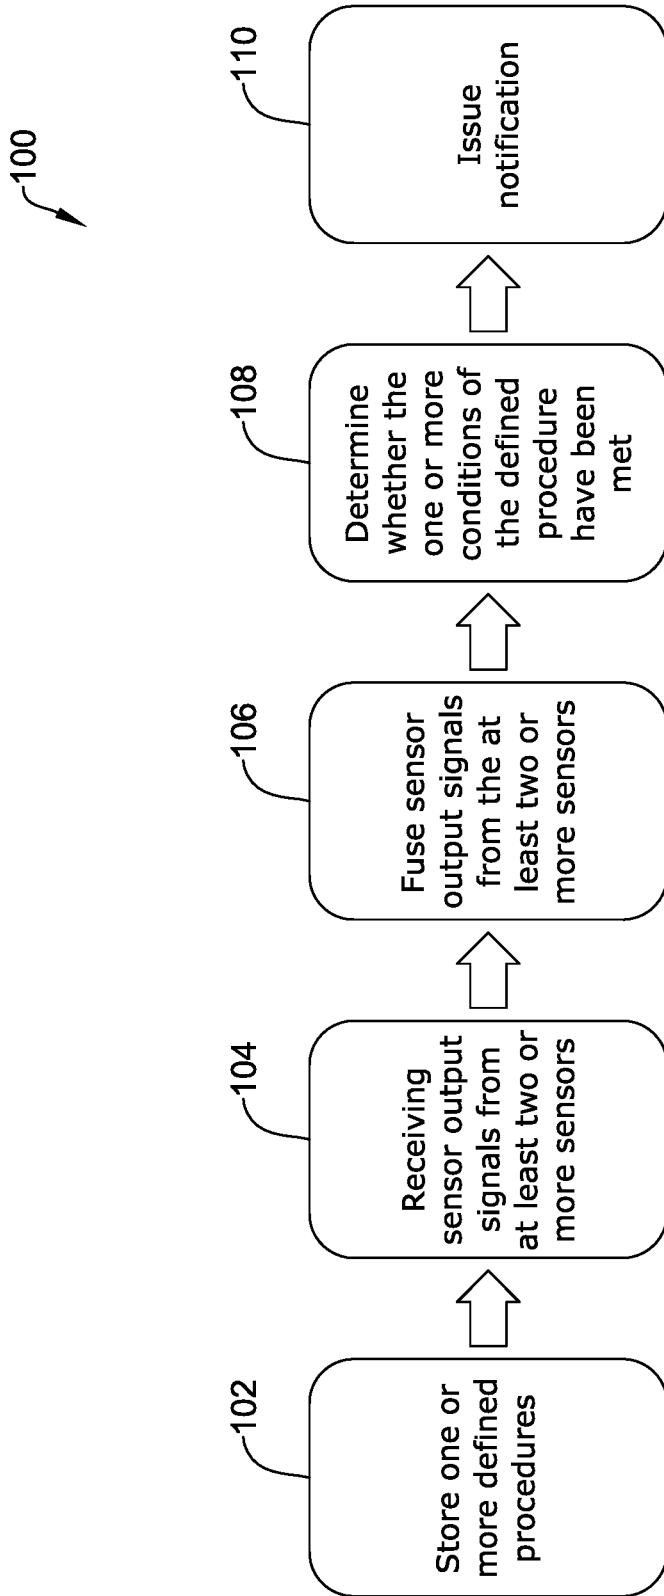 100
102
Store one or
more defined
procedures
104
Receiving
sensor output
signals from
at least two or
more sensors
106
Fuse sensor
output signals
from the at
least two or
more sensors
108
Determine
whether the
one or more
conditions of
the defined
procedure
have been
met
110
Issue
notification